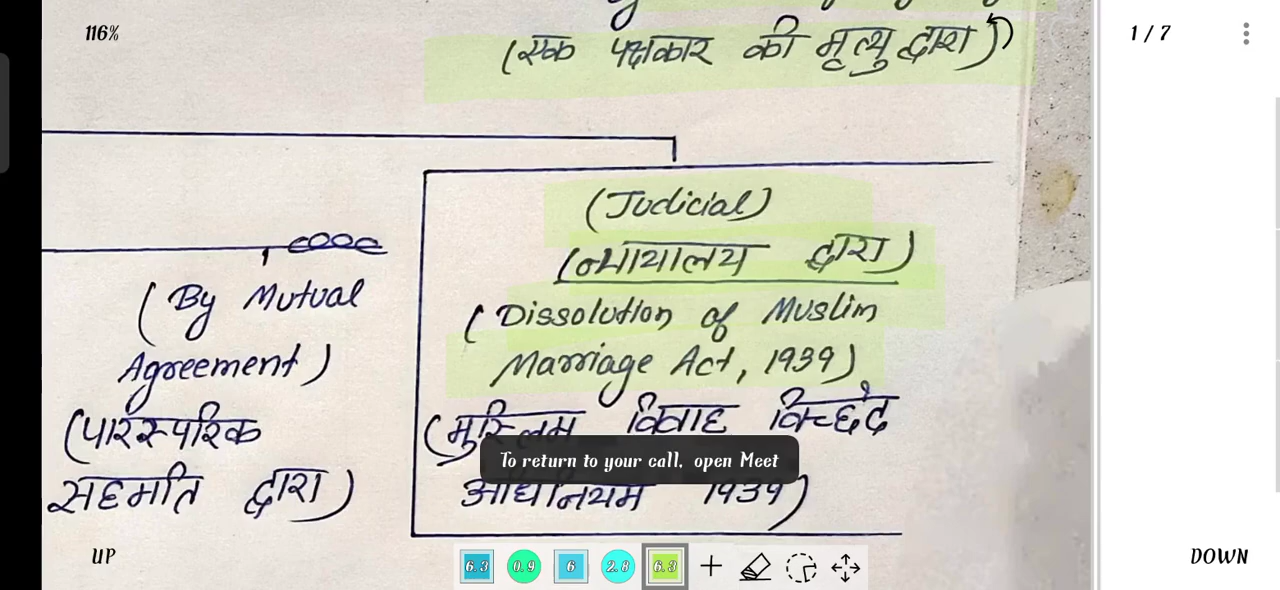 116%
1 / 7
(एक पक्षकार की मृत्यु द्वारा)
(Judicial)
(न्यायालय द्वारा)
(By Mutual
Agreement)
(पारस्परिक
सहमति द्वारा)
(Dissolution of Muslim
Marriage Act, 1939)
(मुस्लिम विवाह विच्छेद
अधिनियम 1939)
To return to your call, open Meet
UP
6.3 0.9 6 2.8 6.3
DOWN